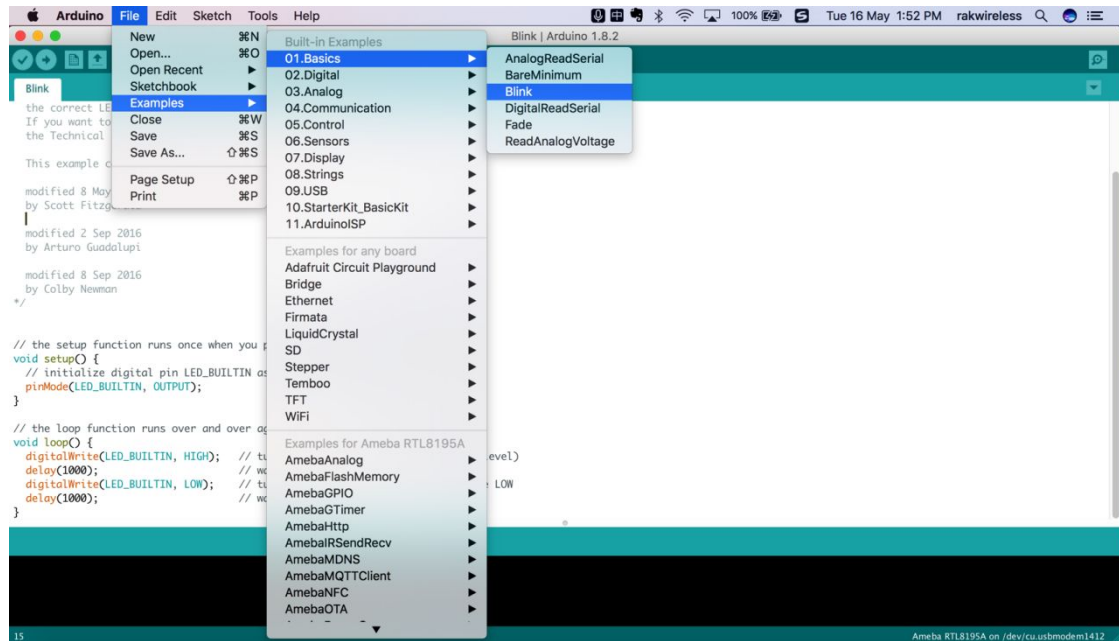 Arduino File Edit Sketch Tools Help 100% Tue 16 May 1:52 PM rakwireless
Blink | Arduino 1.8.2
Blink
New ⌘N
Open... ⌘O
Open Recent
Sketchbook
Examples
Close ⌘W
Save ⌘S
Save As... ⇧⌘S
Page Setup ⇧⌘P
Print ⌘P
Built-in Examples
01.Basics
02.Digital
03.Analog
04.Communication
05.Control
06.Sensors
07.Display
08.Strings
09.USB
10.StarterKit_BasicKit
11.ArduinoISP
Examples for any board
Adafruit Circuit Playground
Bridge
Ethernet
Firmata
LiquidCrystal
SD
Stepper
Temboo
TFT
WiFi
Examples for Ameba RTL8195A
AmebaAnalog
AmebaFlashMemory
AmebaGPIO
AmebaGTimer
AmebaHttp
AmebaIRSendRecv
AmebaMDNS
AmebaMQTTClient
AmebaNFC
AmebaOTA
AnalogReadSerial
BareMinimum
Blink
DigitalReadSerial
Fade
ReadAnalogVoltage
the correct LE
If you want to
the Technical
This example c
modified 8 May
by Scott
modified 2 Sep 2016
by Arturo Guadalupi
modified 8 Sep 2016
by Colby Newman
*/
// the setup function runs once when you
void setup() {
// initialize digital pin LED_BUILTIN as
pinMode(LED_BUILTIN, OUTPUT);
}
// the loop function runs over and over ag
void loop() {
digitalWrite(LED_BUILTIN, HIGH); // tu evel)
delay(1000); // wa
digitalWrite(LED_BUILTIN, LOW); // tu LOW
delay(1000); // wa
}
15 Ameba RTL8195A on /dev/cu.usbmodem1412